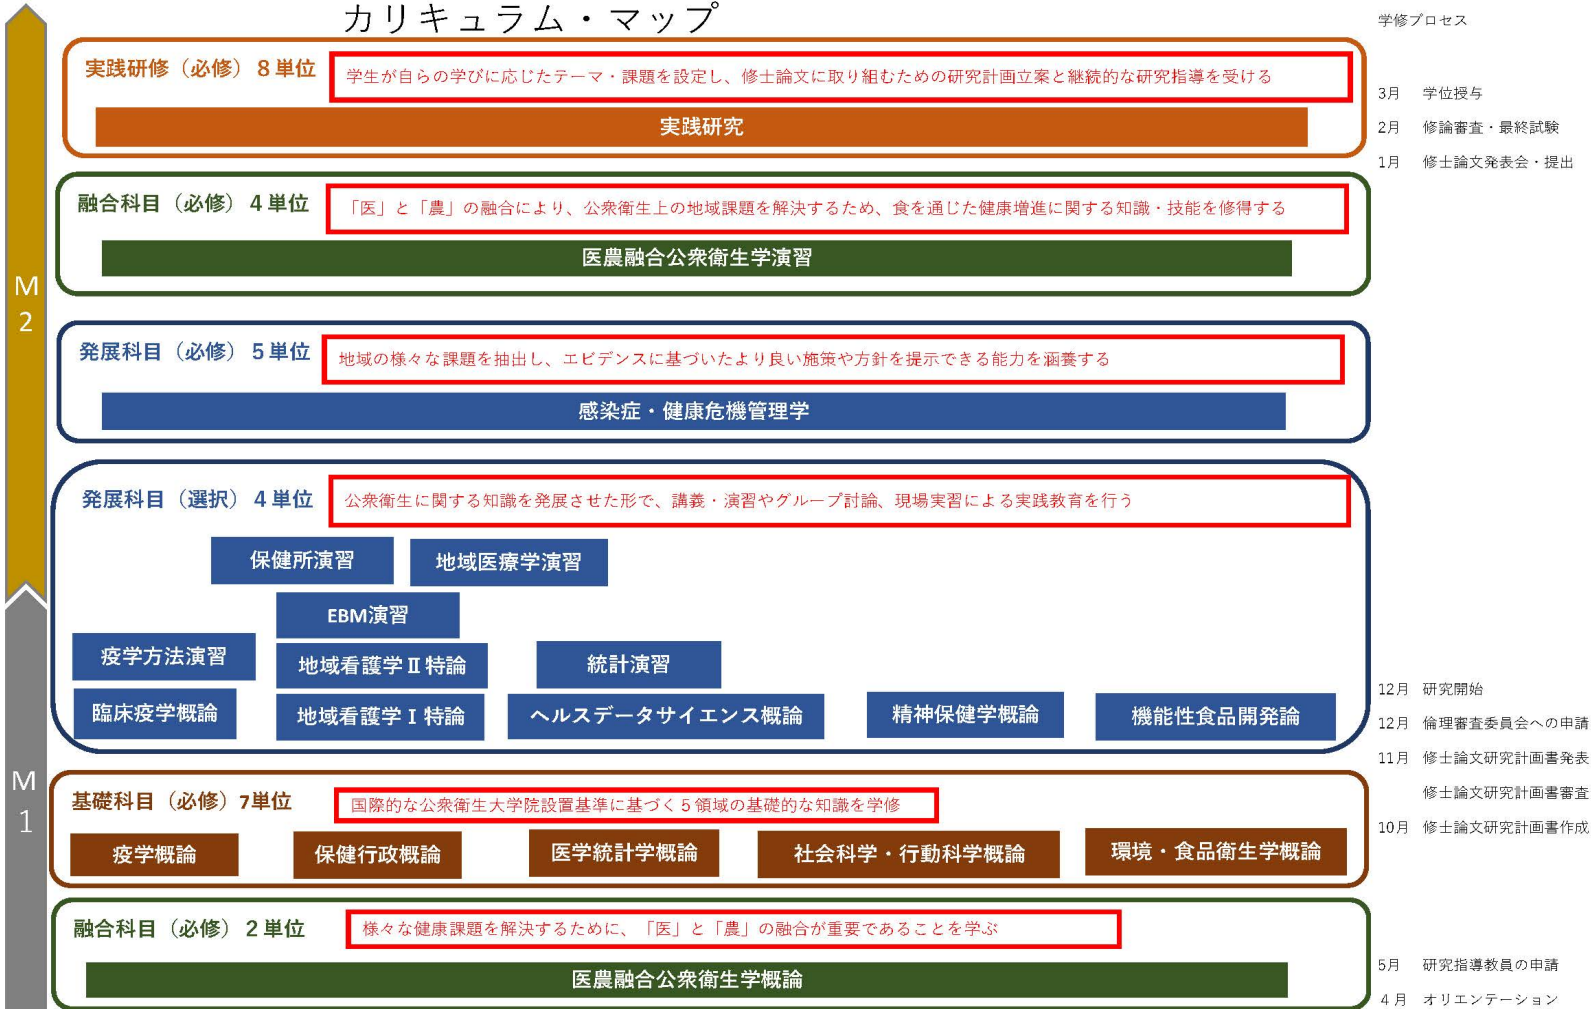 カリキュラム・マップ
学修プロセス
実践研修（必修）８単位
学生が自らの学びに応じたテーマ・課題を設定し、修士論文に取り組むための研究計画立案と継続的な研究指導を受ける
実践研究
3月 学位授与
2月 修論審査・最終試験
1月 修士論文発表会・提出
融合科目（必修）４単位
「医」と「農」の融合により、公衆衛生上の地域課題を解決するため、食を通じた健康増進に関する知識・技能を修得する
医農融合公衆衛生学演習
M
2
発展科目（必修）５単位
地域の様々な課題を抽出し、エビデンスに基づいたより良い施策や方針を提示できる能力を涵養する
感染症・健康危機管理学
発展科目（選択）４単位
公衆衛生に関する知識を発展させた形で、講義・演習やグループ討論、現場実習による実践教育を行う
保健所演習
地域医療学演習
EBM演習
疫学方法演習
地域看護学Ⅱ特論
統計演習
臨床疫学概論
地域看護学Ⅰ特論
ヘルスデータサイエンス概論
精神保健学概論
機能性食品開発論
12月 研究開始
12月 倫理審査委員会への申請
11月 修士論文研究計画書発表
修士論文研究計画書審査
10月 修士論文研究計画書作成
M
1
基礎科目（必修）7単位
国際的な公衆衛生大学院設置基準に基づく５領域の基礎的な知識を学修
疫学概論
保健行政概論
医学統計学概論
社会科学・行動科学概論
環境・食品衛生学概論
融合科目（必修）２単位
様々な健康課題を解決するために、「医」と「農」の融合が重要であることを学ぶ
医農融合公衆衛生学概論
5月 研究指導教員の申請
４月 オリエンテーション